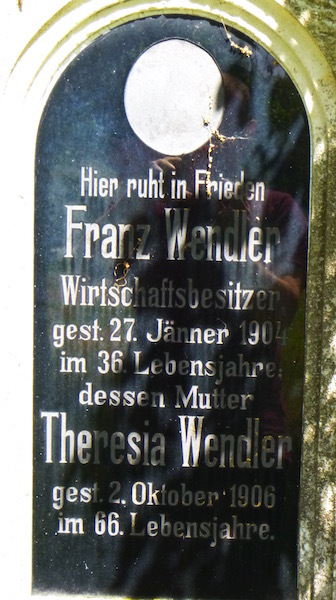 Hier ruht in Frieden
Franz Wendler
Wirtschaftsbesitzer
gest. 27. Jänner 1904
im 36. Lebensjahre.
dessen Mutter
Theresia Wendler
gest. 2. Oktober 1906
im 66. Lebensjahre.